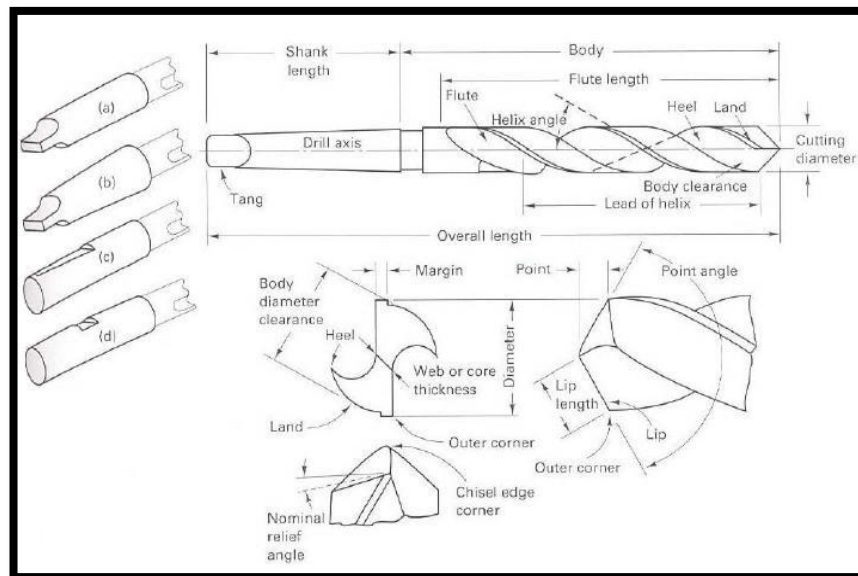 Shank
length
Body
Flute length
Flute
Helix angle
Heel
Land
(a)
Drill axis
Cutting
diameter
(b)
Tang
Body clearance
Lead of helix
Overall length
(c)
(d)
Body
diameter
clearance
Margin
Point
Point angle
Heel
Diameter
Web or core
thickness
Lip
length
Land
Outer corner
Lip
Outer corner
Chisel edge
corner
Nominal
relief
angle